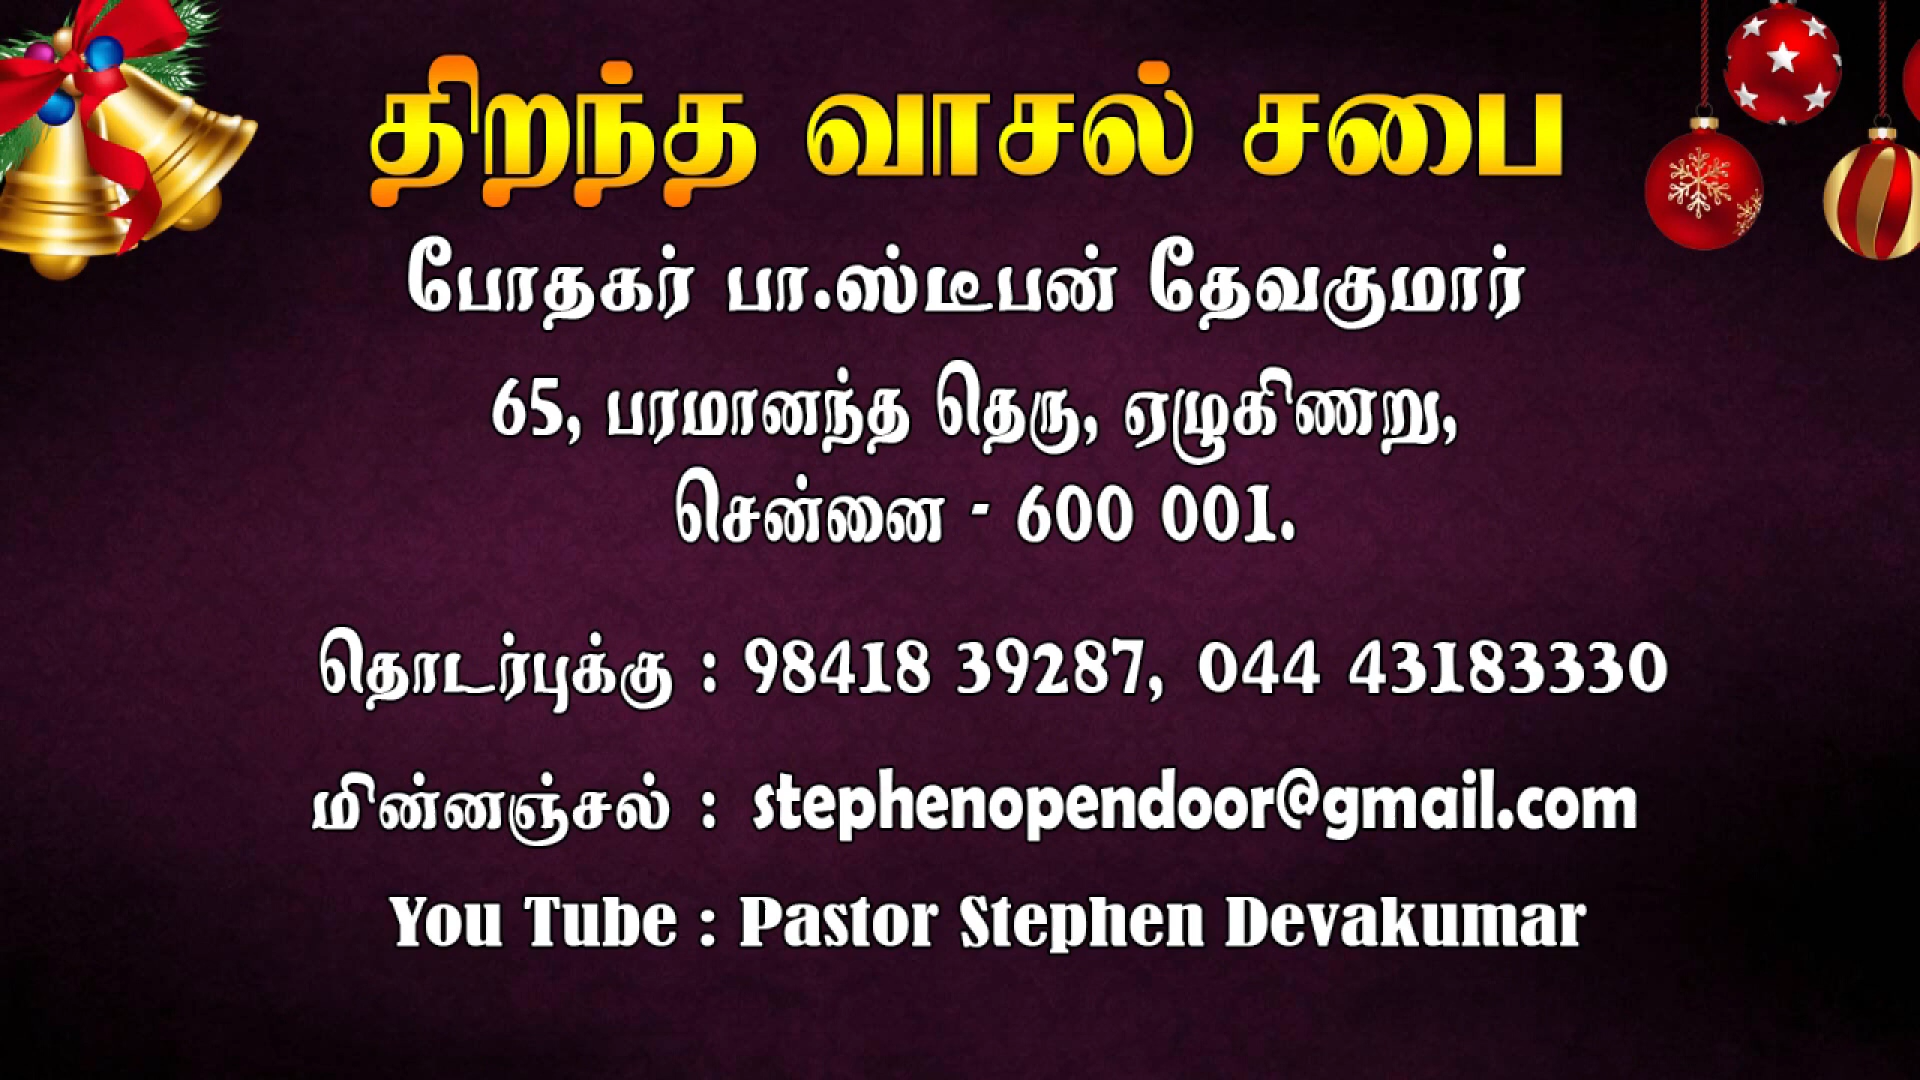 திறந்த வாசல் சபை
போதகர் பா.ஸ்டீபன் தேவகுமார்
65, பரமானந்த தெரு, ஏழுகிணறு,
சென்னை - 600 001.
தொடர்புக்கு : 98418 39287, 044 43183330
மின்னஞ்சல் : stephenopendoor@gmail.com
You Tube : Pastor Stephen Devakumar